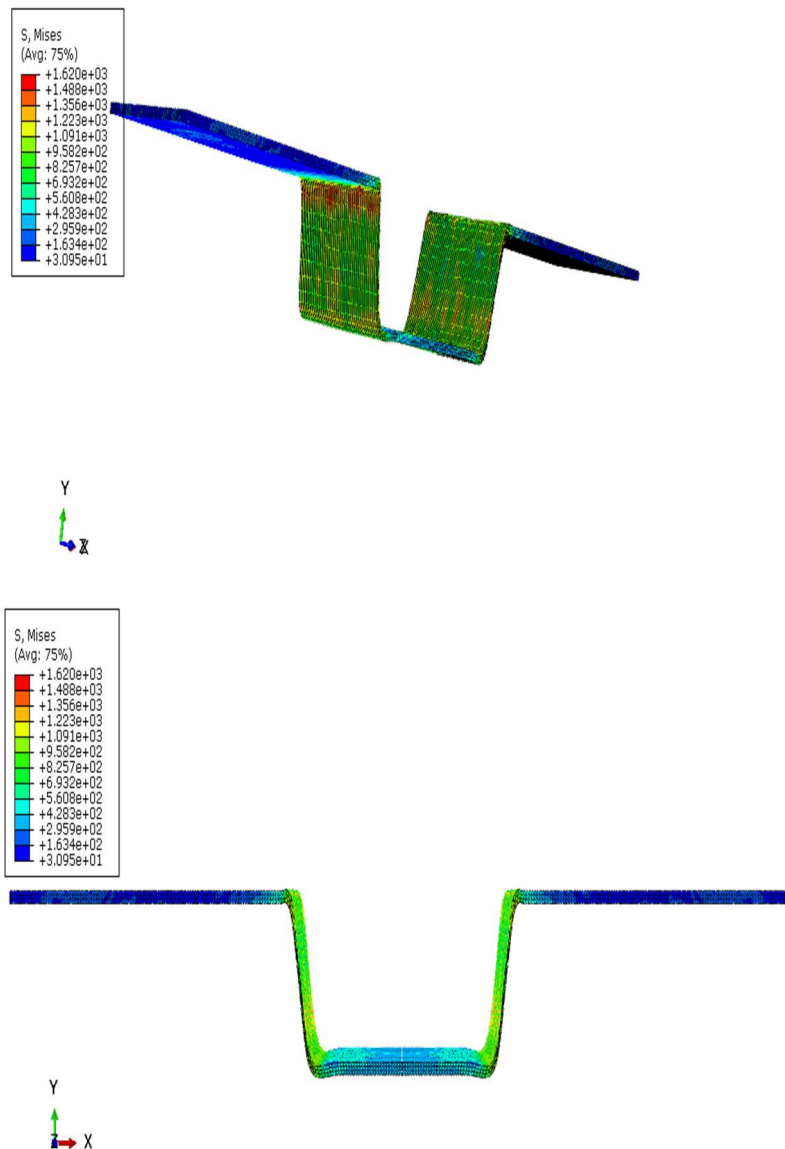 S, Mises
(Avg: 75%)
+1.620e+03
+1.488e+03
+1.356e+03
+1.223e+03
+1.091e+03
+9.582e+02
+8.257e+02
+6.932e+02
+5.608e+02
+4.283e+02
+2.959e+02
+1.634e+02
+3.095e+01
Y
S, Mises
(Avg: 75%)
+1.620e+03
+1.488e+03
+1.356e+03
+1.223e+03
+1.091e+03
+9.582e+02
+8.257e+02
+6.932e+02
+5.608e+02
+4.283e+02
+2.959e+02
+1.634e+02
+3.095e+01
Y
Z X